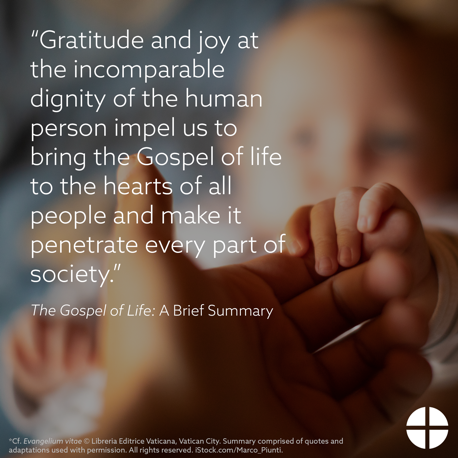 “Gratitude and joy at
the incomparable
dignity of the human
person impel us to
bring the Gospel of life
to the hearts of all
people and make it
penetrate every part of
society.”
The Gospel of Life: A Brief Summary
*Cf. Evangelium vitae © Libreria Editrice Vaticana, Vatican City. Summary comprised of quotes and
adaptations used with permission. All rights reserved. iStock.com/Marco_Piunti.